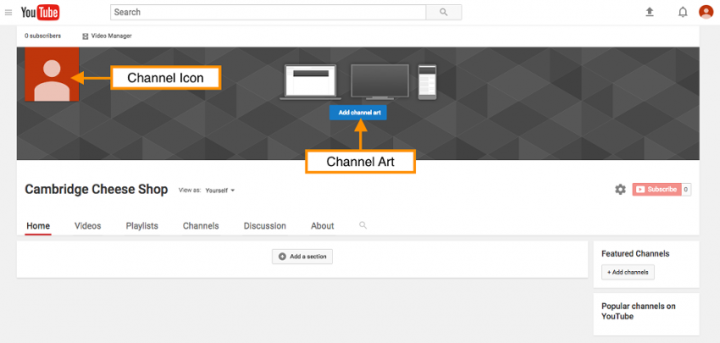 YouTube
Search
0 subscribers
Video Manager
Channel Icon
Add channel art
Channel Art
Cambridge Cheese Shop
View as: Yourself
Subscribe 0
Home Videos Playlists Channels Discussion About
Add a section
Featured Channels
+ Add channels
Popular channels on
YouTube